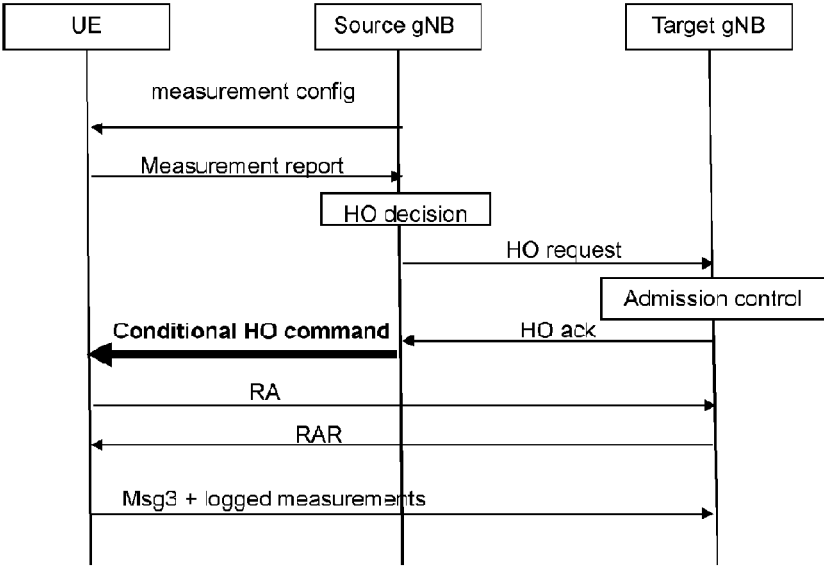 UE
Source gNB
Target gNB
measurement config
Measurement report
HO decision
HO request
Admission control
Conditional HO command
HO ack
RA
RAR
Msg3 + logged measurements